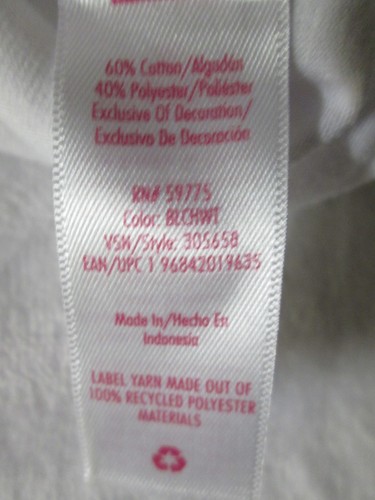 60% Cotton/Algodón
40% Polyester/Poliéster
Exclusive Of Decoration/
Exclusivo De Decoración
RN# 59775
Color: BLCHWT
VSN/Style: 305658
EAN/UPC 1 96842019635
Made In/Hecho En
Indonesia
LABEL YARN MADE OUT OF
100% RECYCLED POLYESTER
MATERIALS